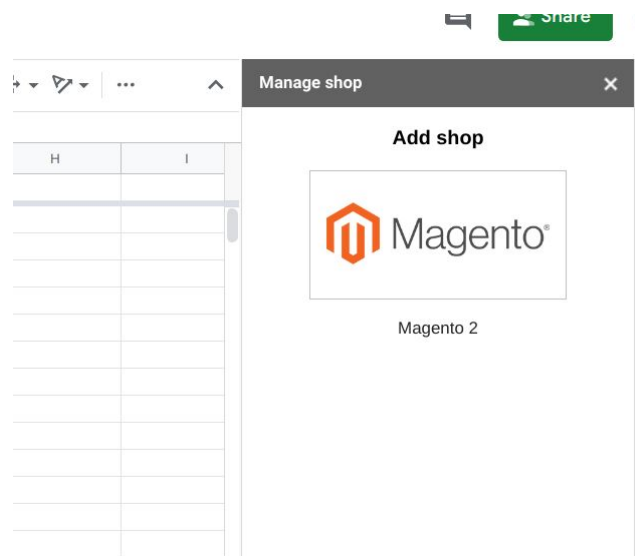 Share
Manage shop
Add shop
H
I
Magento®
Magento 2